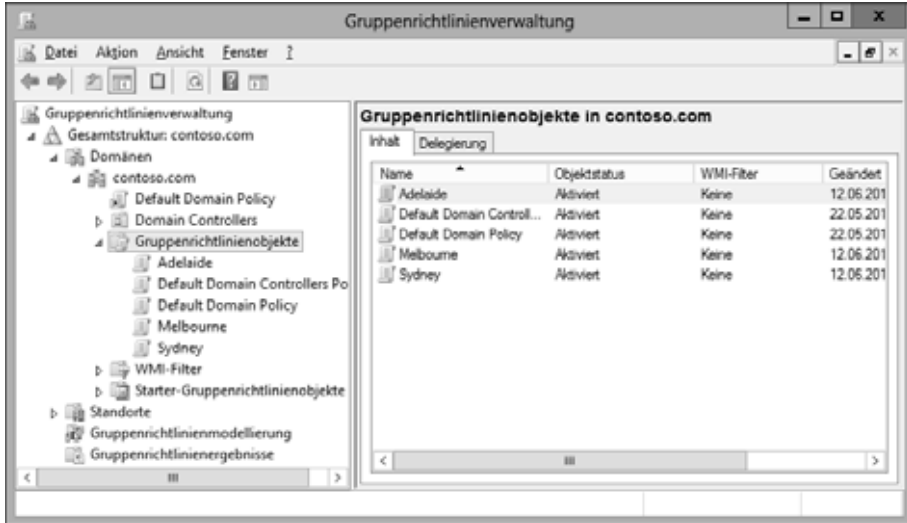 Gruppenrichtlinienverwaltung
Datei Aktion Ansicht Fenster ?
Gruppenrichtlinienverwaltung
Gesamtstruktur: contoso.com
Domänen
contoso.com
Default Domain Policy
Domain Controllers
Gruppenrichtlinienobjekte
Adelaide
Default Domain Controllers Po
Default Domain Policy
Melbourne
Sydney
WMI-Filter
Starter-Gruppenrichtlinienobjekte
Standorte
Gruppenrichtlinienmodellierung
Gruppenrichtlinienergebnisse
Gruppenrichtlinienobjekte in contoso.com
Inhalt Delegierung
Name Objektstatus WMI-Filter Geändert
Adelaide Aktiviert Keine 12.06.201
Default Domain Controll... Aktiviert Keine 22.05.201
Default Domain Policy Aktiviert Keine 22.05.201
Melbourne Aktiviert Keine 12.06.201
Sydney Aktiviert Keine 12.06.201